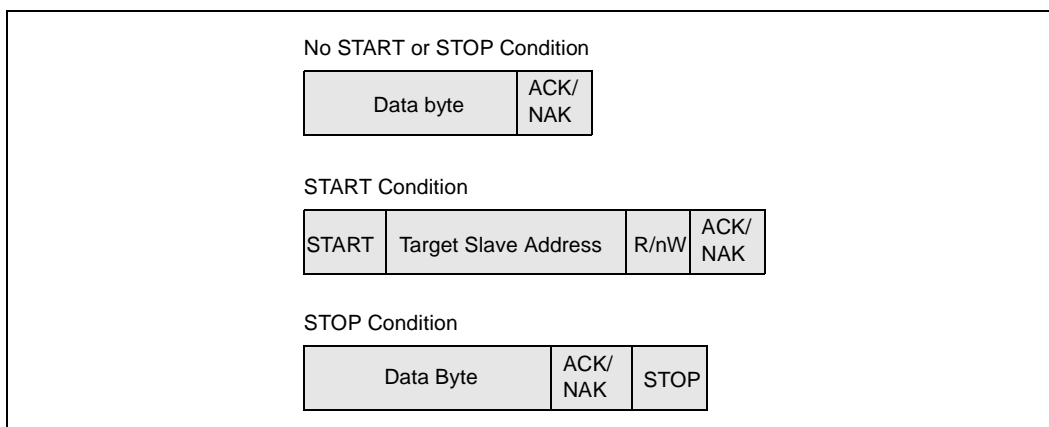 No START or STOP Condition
Data byte
ACK/
NAK
START Condition
START
Target Slave Address
R/nW
ACK/
NAK
STOP Condition
Data Byte
ACK/
NAK
STOP